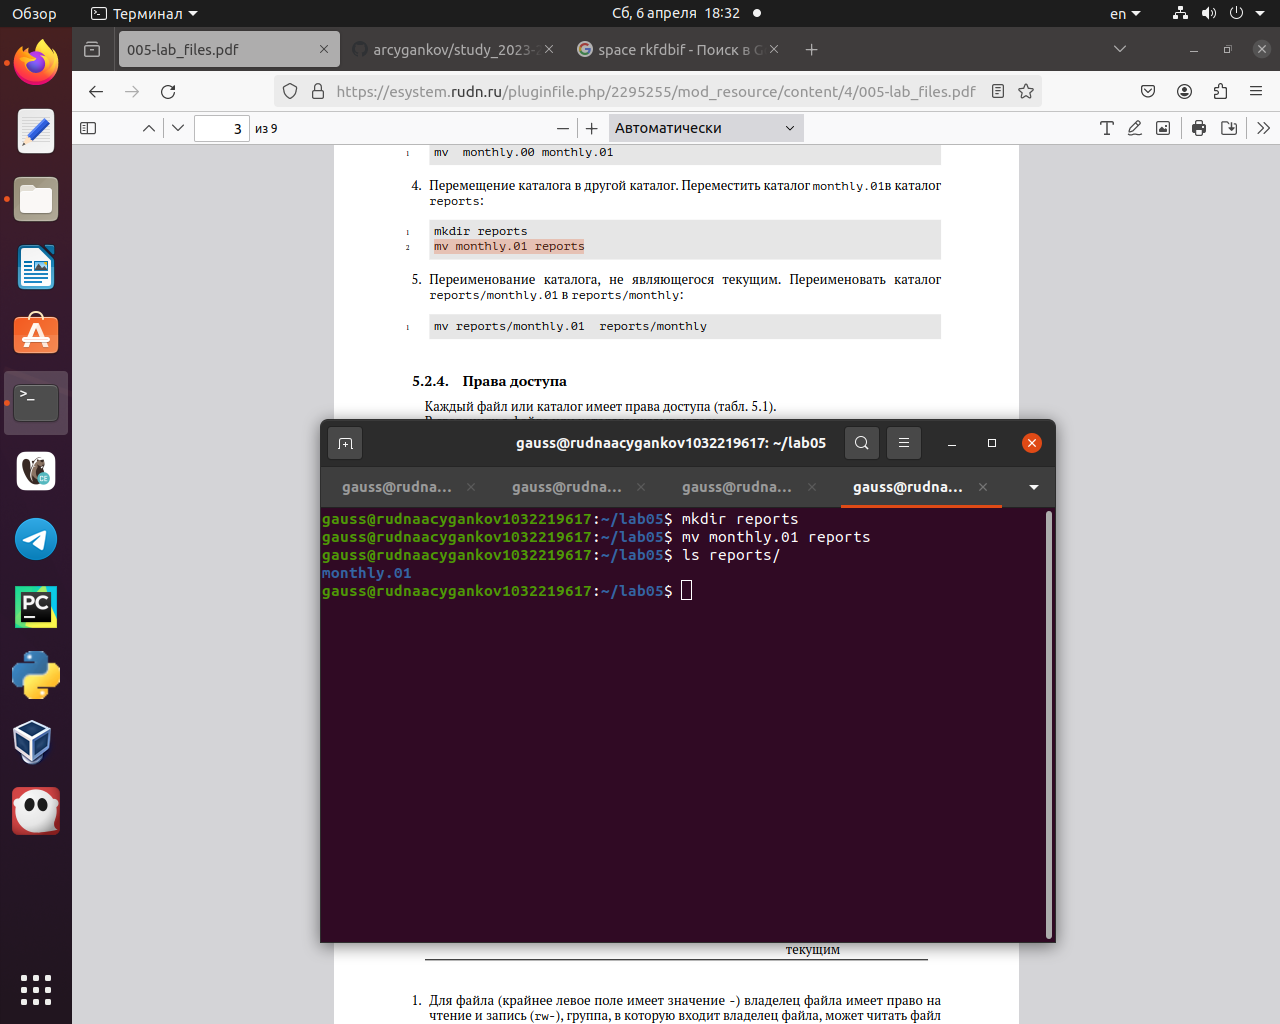 Обзор
Терминал
Сб, 6 апреля 18:32
en
005-lab_files.pdf
arcygankov/study_2023-2
space rkfdbif - Поиск в G
https://esystem.rudn.ru/pluginfile.php/2295255/mod_resource/content/4/005-lab_files.pdf
3 из 9
Автоматически
1 mv monthly.00 monthly.01
4. Перемещение каталога в другой каталог. Переместить каталог monthly.01в каталог
reports:
1 mkdir reports
2 mv monthly.01 reports
5. Переименование каталога, не являющегося текущим. Переименовать каталог
reports/monthly.01 в reports/monthly:
1 mv reports/monthly.01 reports/monthly
5.2.4. Права доступа
Каждый файл или каталог имеет права доступа (табл. 5.1).
gauss@rudnaacygankov1032219617: ~/lab05
gauss@rudna...
gauss@rudna...
gauss@rudna...
gauss@rudna...
gauss@rudnaacygankov1032219617:~/lab05$ mkdir reports
gauss@rudnaacygankov1032219617:~/lab05$ mv monthly.01 reports
gauss@rudnaacygankov1032219617:~/lab05$ ls reports/
monthly.01
gauss@rudnaacygankov1032219617:~/lab05$
текущим
1. Для файла (крайнее левое поле имеет значение -) владелец файла имеет право на
чтение и запись (rw-), группа, в которую входит владелец файла, может читать файл
>_
CE
PC